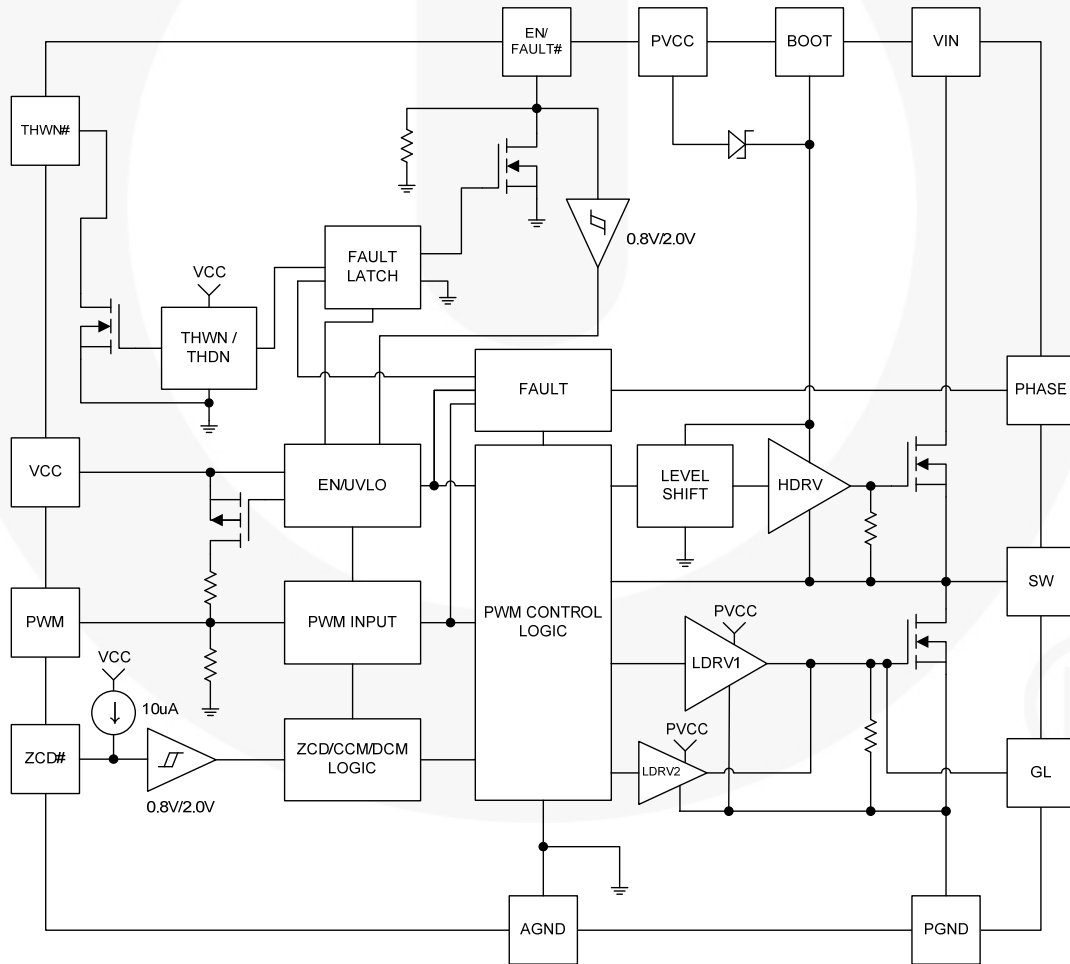 EN/
FAULT#
PVCC
BOOT
VIN
THWN#
0.8V/2.0V
FAULT
LATCH
VCC
THWN /
THDN
FAULT
PHASE
VCC
EN/UVLO
LEVEL
SHIFT
HDRV
SW
PWM
PWM INPUT
PWM CONTROL
LOGIC
PVCC
LDRV1
VCC
10uA
ZCD#
0.8V/2.0V
ZCD/CCM/DCM
LOGIC
PVCC
LDRV2
GL
AGND
PGND